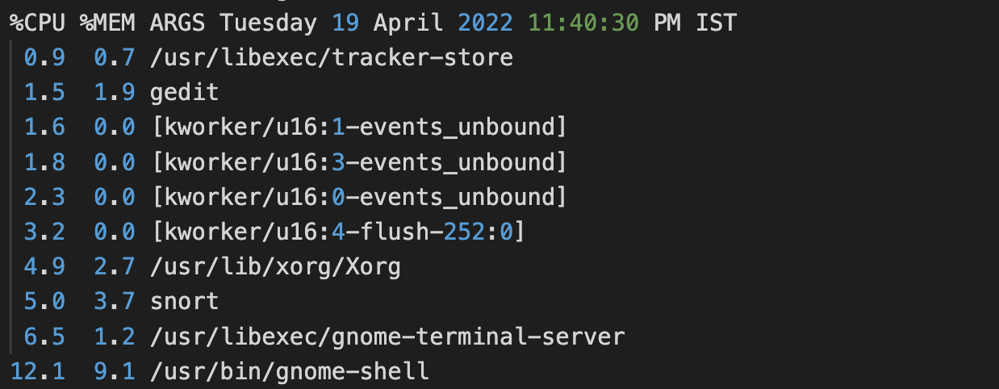 %CPU %MEM ARGS Tuesday 19 April 2022 11:40:30 PM IST
0.9 0.7 /usr/libexec/tracker-store
1.5 1.9 gedit
1.6 0.0 [kworker/u16:1-events_unbound]
1.8 0.0 [kworker/u16:3-events_unbound]
2.3 0.0 [kworker/u16:0-events_unbound]
3.2 0.0 [kworker/u16:4-flush-252:0]
4.9 2.7 /usr/lib/xorg/Xorg
5.0 3.7 snort
6.5 1.2 /usr/libexec/gnome-terminal-server
12.1 9.1 /usr/bin/gnome-shell